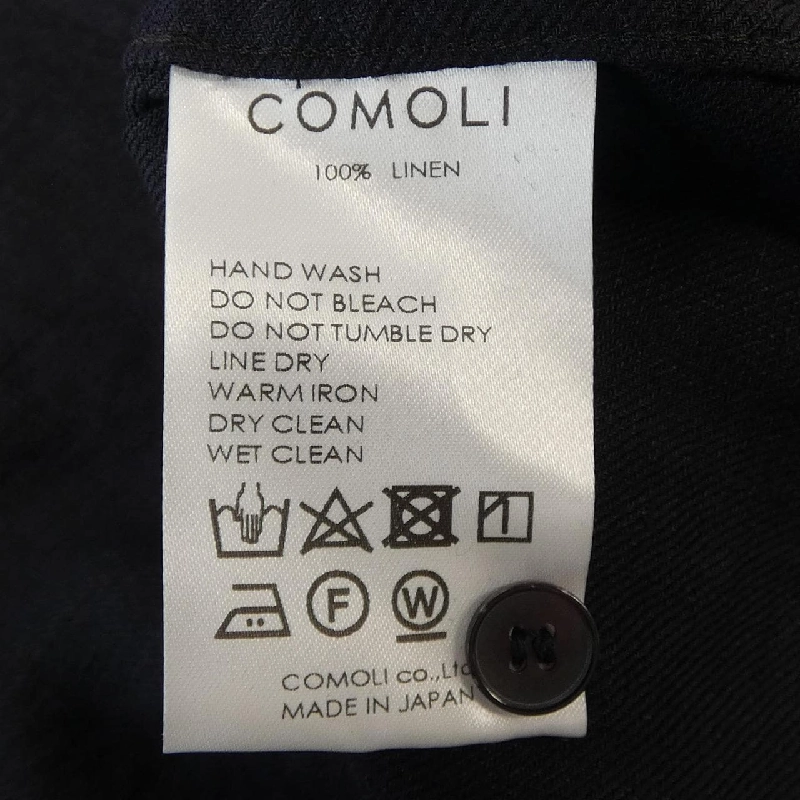 COMOLI
100% LINEN
HAND WASH
DO NOT BLEACH
DO NOT TUMBLE DRY
LINE DRY
WARM IRON
DRY CLEAN
WET CLEAN
F W
COMOLI co.,Ltd
MADE IN JAPAN